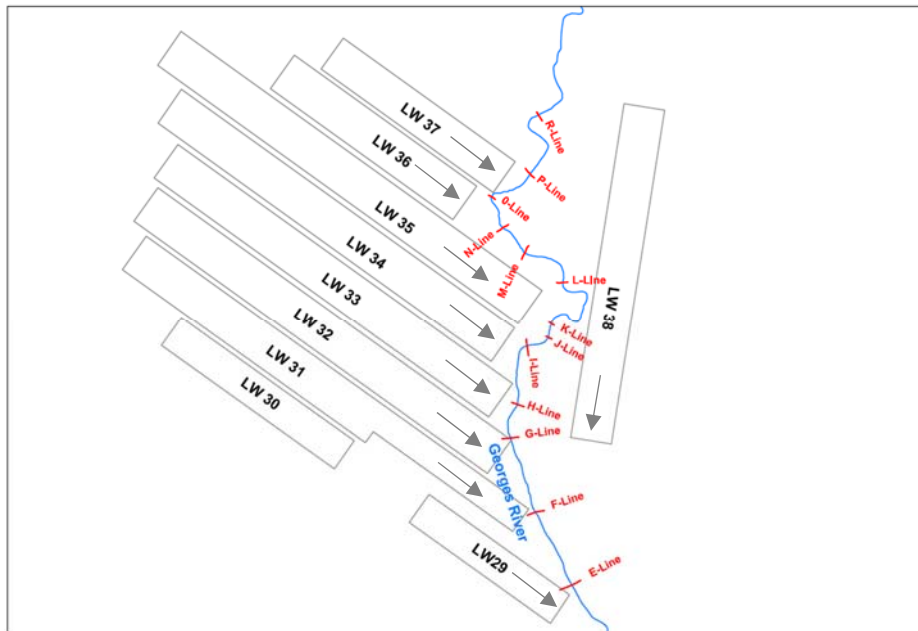 LW 37
LW 36
R-Line
P-Line
0-Line
LW 35
N-Line
LW 34
M-Line
L-Line
LW 38
LW 33
K-Line
J-Line
LW 32
I-Line
LW 31
H-Line
LW 30
G-Line
Georges River
F-Line
LW29
E-Line